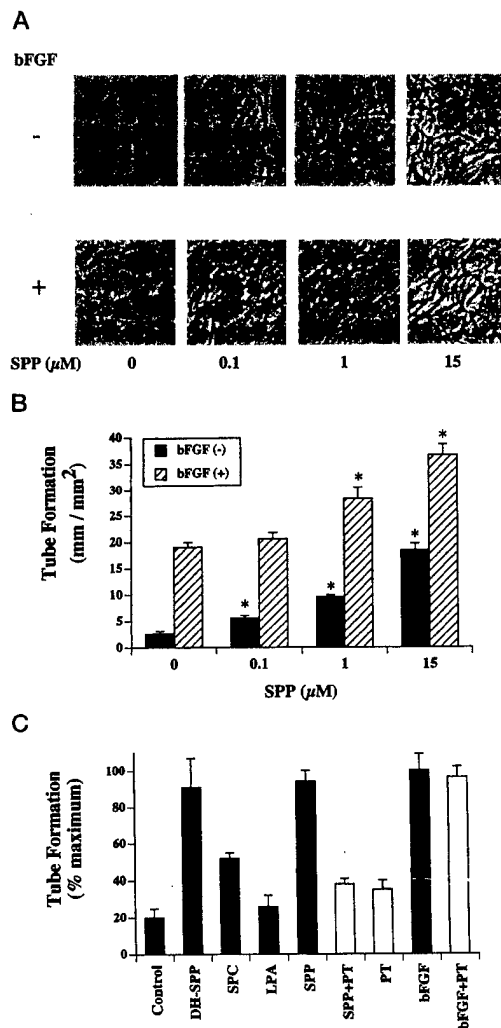 A
bFGF
-
+
SPP (µM) 0 0.1 1 15
B
Tube Formation
(mm / mm²)
40
35
30
25
20
15
10
5
0
bFGF (-)
bFGF (+)
* * * * *
0 0.1 1 15
SPP (µM)
C
Tube Formation
(% maximum)
100
80
60
40
20
0
Control
DH-SPP
SPC
LPA
SPP
SPP+PT
PT
bFGF
bFGF+PT